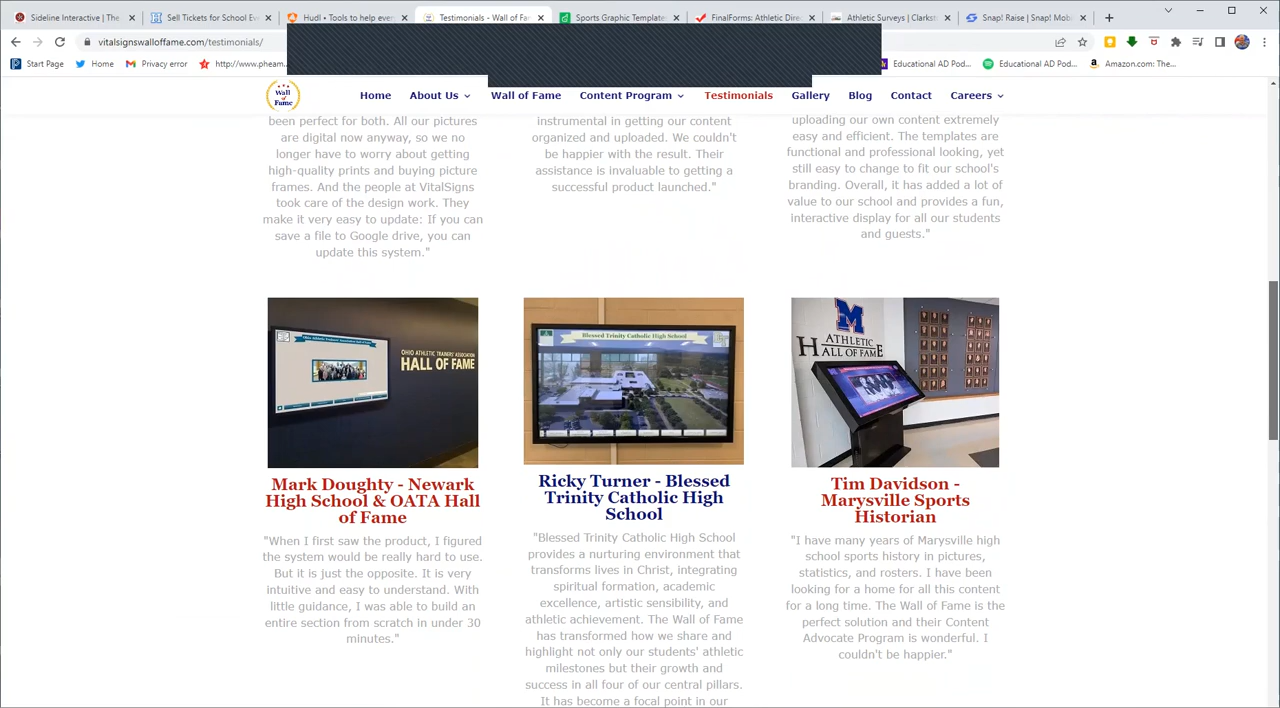 Sideline Interactive | The
Sell Tickets for School Eve
Hudl • Tools to help every
Testimonials - Wall of Fam
Sports Graphic Template
FinalForms: Athletic Direc
Athletic Surveys | Clarkst
Snap! Raise | Snap! Mobi
vitalsignswalloffame.com/testimonials/
Start Page
Home
Privacy error
http://www.pheam...
Educational AD Pod...
Educational AD Pod...
Amazon.com: The...
Wall
of
Fame
Home
About Us
Wall of Fame
Content Program
Testimonials
Gallery
Blog
Contact
Careers
been perfect for both. All our pictures
are digital now anyway, so we no
longer have to worry about getting
high-quality prints and buying picture
frames. And the people at VitalSigns
took care of the design work. They
make it very easy to update: If you can
save a file to Google drive, you can
update this system."
instrumental in getting our content
organized and uploaded. We couldn't
be happier with the result. Their
assistance is invaluable to getting a
successful product launched."
uploading our own content extremely
easy and efficient. The templates are
functional and professional looking, yet
still easy to change to fit our school's
branding. Overall, it has added a lot of
value to our school and provides a fun,
interactive display for all our students
and guests."
OHIO ATHLETIC TRAINERS' ASSOCIATION
HALL OF FAME
Blessed Trinity Catholic High School
M
ATHLETIC
HALL OF FAME
Mark Doughty - Newark
High School & OATA Hall
of Fame
"When I first saw the product, I figured
the system would be really hard to use.
But it is just the opposite. It is very
intuitive and easy to understand. With
little guidance, I was able to build an
entire section from scratch in under 30
minutes."
Ricky Turner - Blessed
Trinity Catholic High
School
"Blessed Trinity Catholic High School
provides a nurturing environment that
transforms lives in Christ, integrating
spiritual formation, academic
excellence, artistic sensibility, and
athletic achievement. The Wall of Fame
has transformed how we share and
highlight not only our students' athletic
milestones but their growth and
success in all four of our central pillars.
It has become a focal point in our
Tim Davidson -
Marysville Sports
Historian
"I have many years of Marysville high
school sports history in pictures,
statistics, and rosters. I have been
looking for a home for all this content
for a long time. The Wall of Fame is the
perfect solution and their Content
Advocate Program is wonderful. I
couldn't be happier."